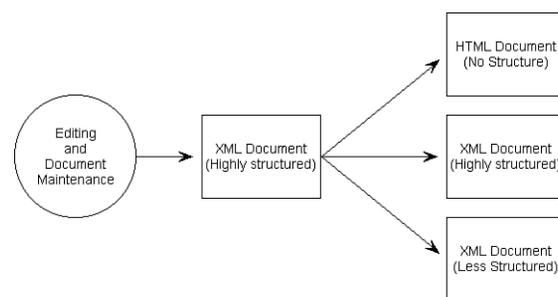 Editing
and
Document
Maintenance
XML Document
(Highly structured)
HTML Document
(No Structure)
XML Document
(Highly structured)
XML Document
(Less Structured)